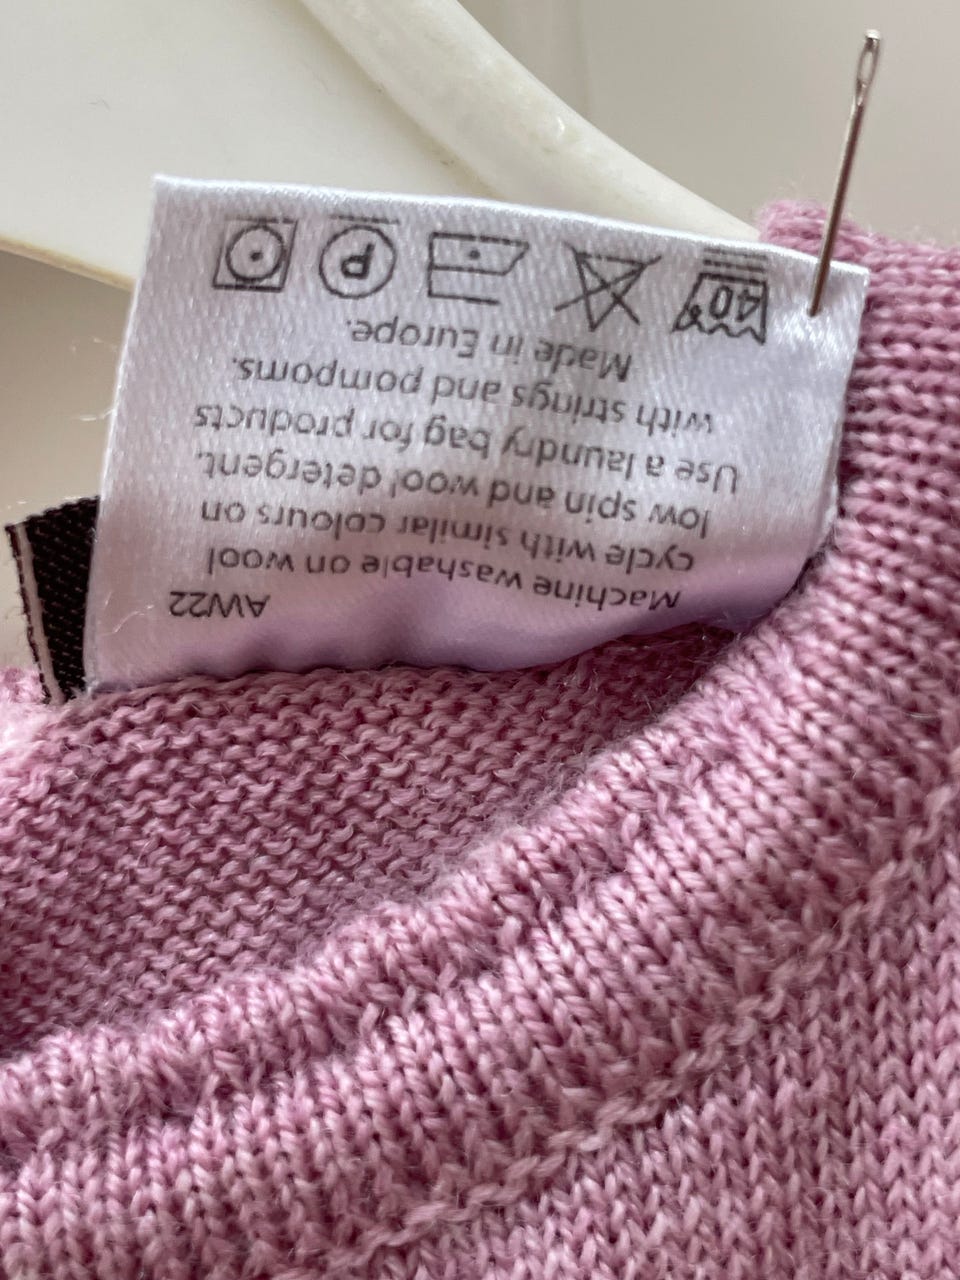 AW22
Machine washable on wool
cycle with similar colours on
low spin and wool detergent.
Use a laundry bag for products
with strings and pompoms.
Made in Europe.
40° P